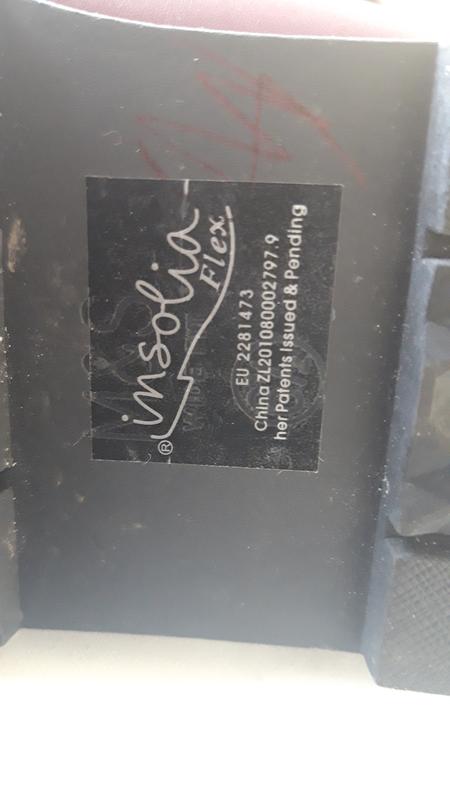 insolia®
Flex
EU 2281473
China ZL201080002797.9
her Patents Issued & Pending
M&S